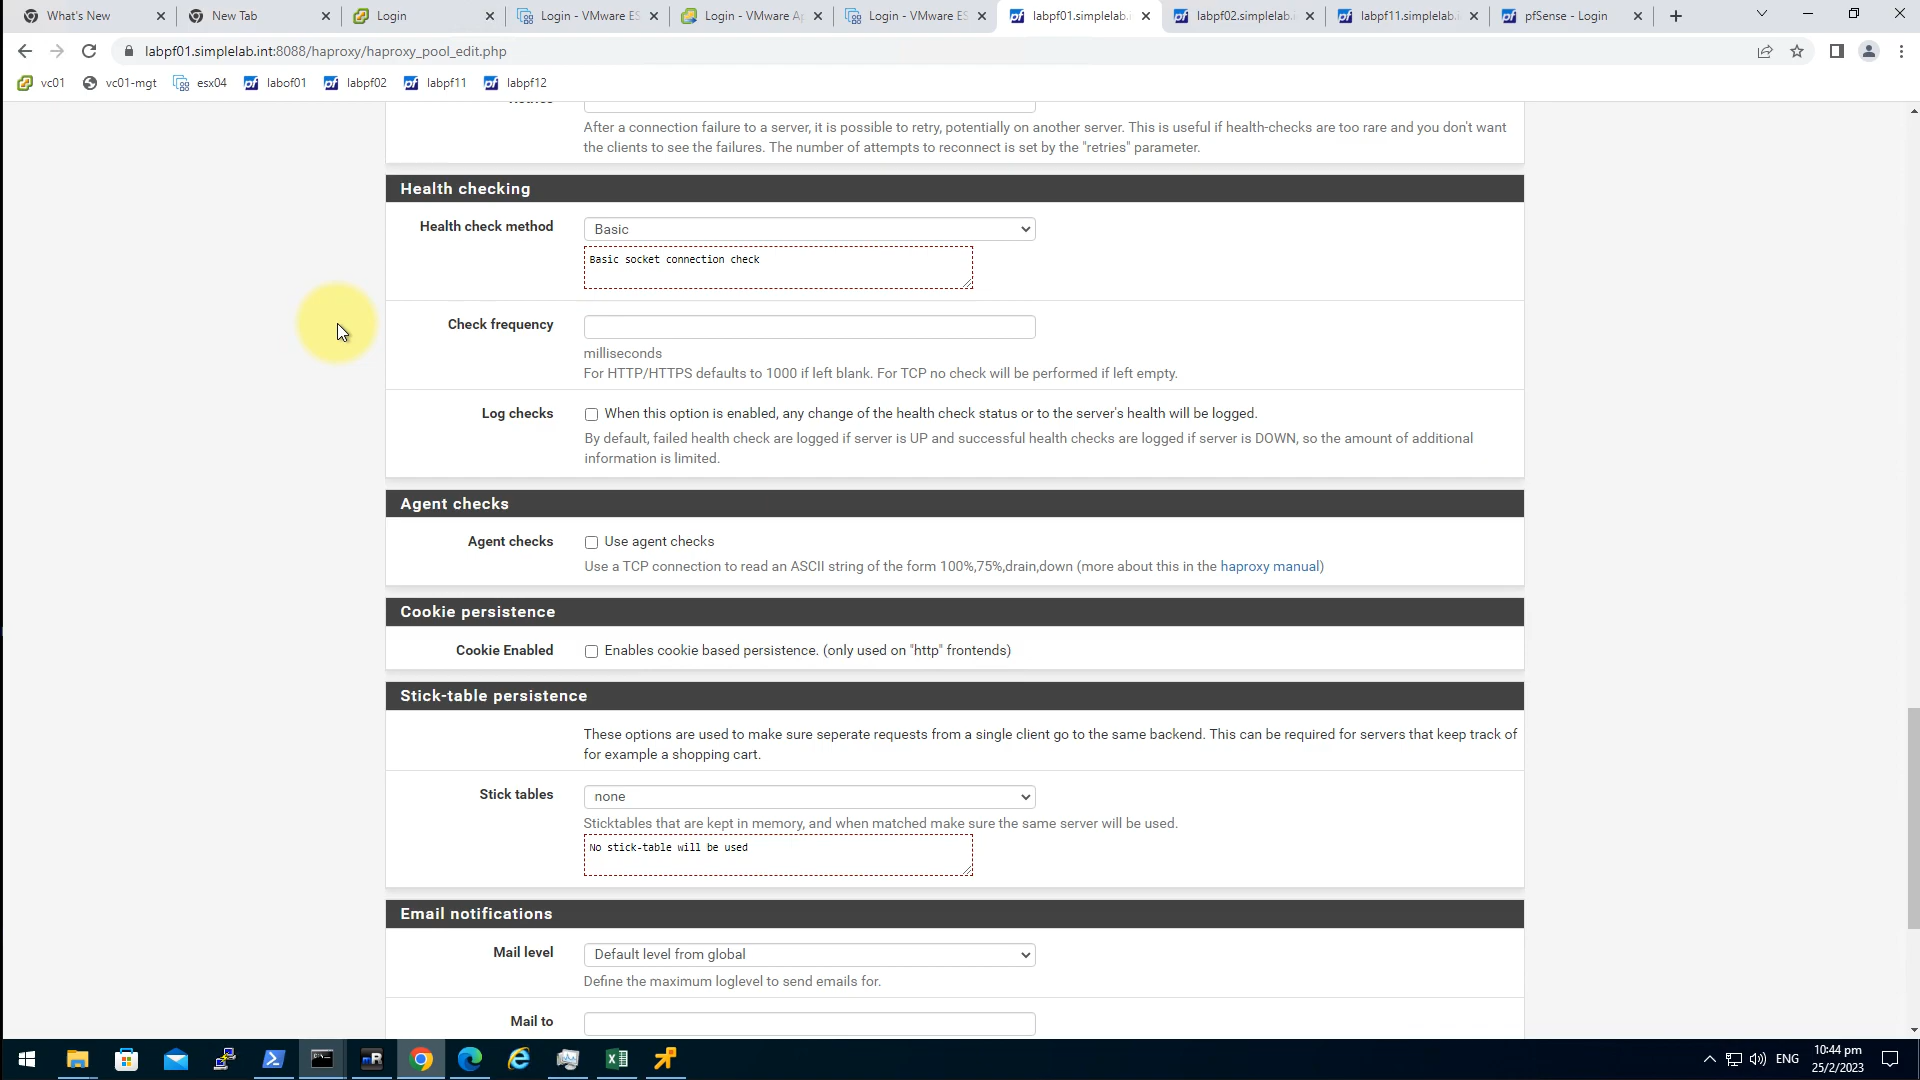 What's New
New Tab
Login
Login - VMware ES
Login - VMware Ap
Login - VMware ES
labpf01.simplelab.
labpf02.simplelab.
labpf11.simplelab.
pfSense - Login
labpf01.simplelab.int:8088/haproxy/haproxy_pool_edit.php
vc01
vc01-mgt
esx04
labof01
labpf02
labpf11
labpf12
After a connection failure to a server, it is possible to retry, potentially on another server. This is useful if health-checks are too rare and you don't want
the clients to see the failures. The number of attempts to reconnect is set by the "retries" parameter.
Health checking
Health check method
Basic
Basic socket connection check
Check frequency
milliseconds
For HTTP/HTTPS defaults to 1000 if left blank. For TCP no check will be performed if left empty.
Log checks
When this option is enabled, any change of the health check status or to the server's health will be logged.
By default, failed health check are logged if server is UP and successful health checks are logged if server is DOWN, so the amount of additional
information is limited.
Agent checks
Agent checks
Use agent checks
Use a TCP connection to read an ASCII string of the form 100%,75%,drain,down (more about this in the haproxy manual)
Cookie persistence
Cookie Enabled
Enables cookie based persistence. (only used on "http" frontends)
Stick-table persistence
These options are used to make sure seperate requests from a single client go to the same backend. This can be required for servers that keep track of
for example a shopping cart.
Stick tables
none
Sticktables that are kept in memory, and when matched make sure the same server will be used.
No stick-table will be used
Email notifications
Mail level
Default level from global
Define the maximum loglevel to send emails for.
Mail to
ENG
10:44 pm
25/2/2023